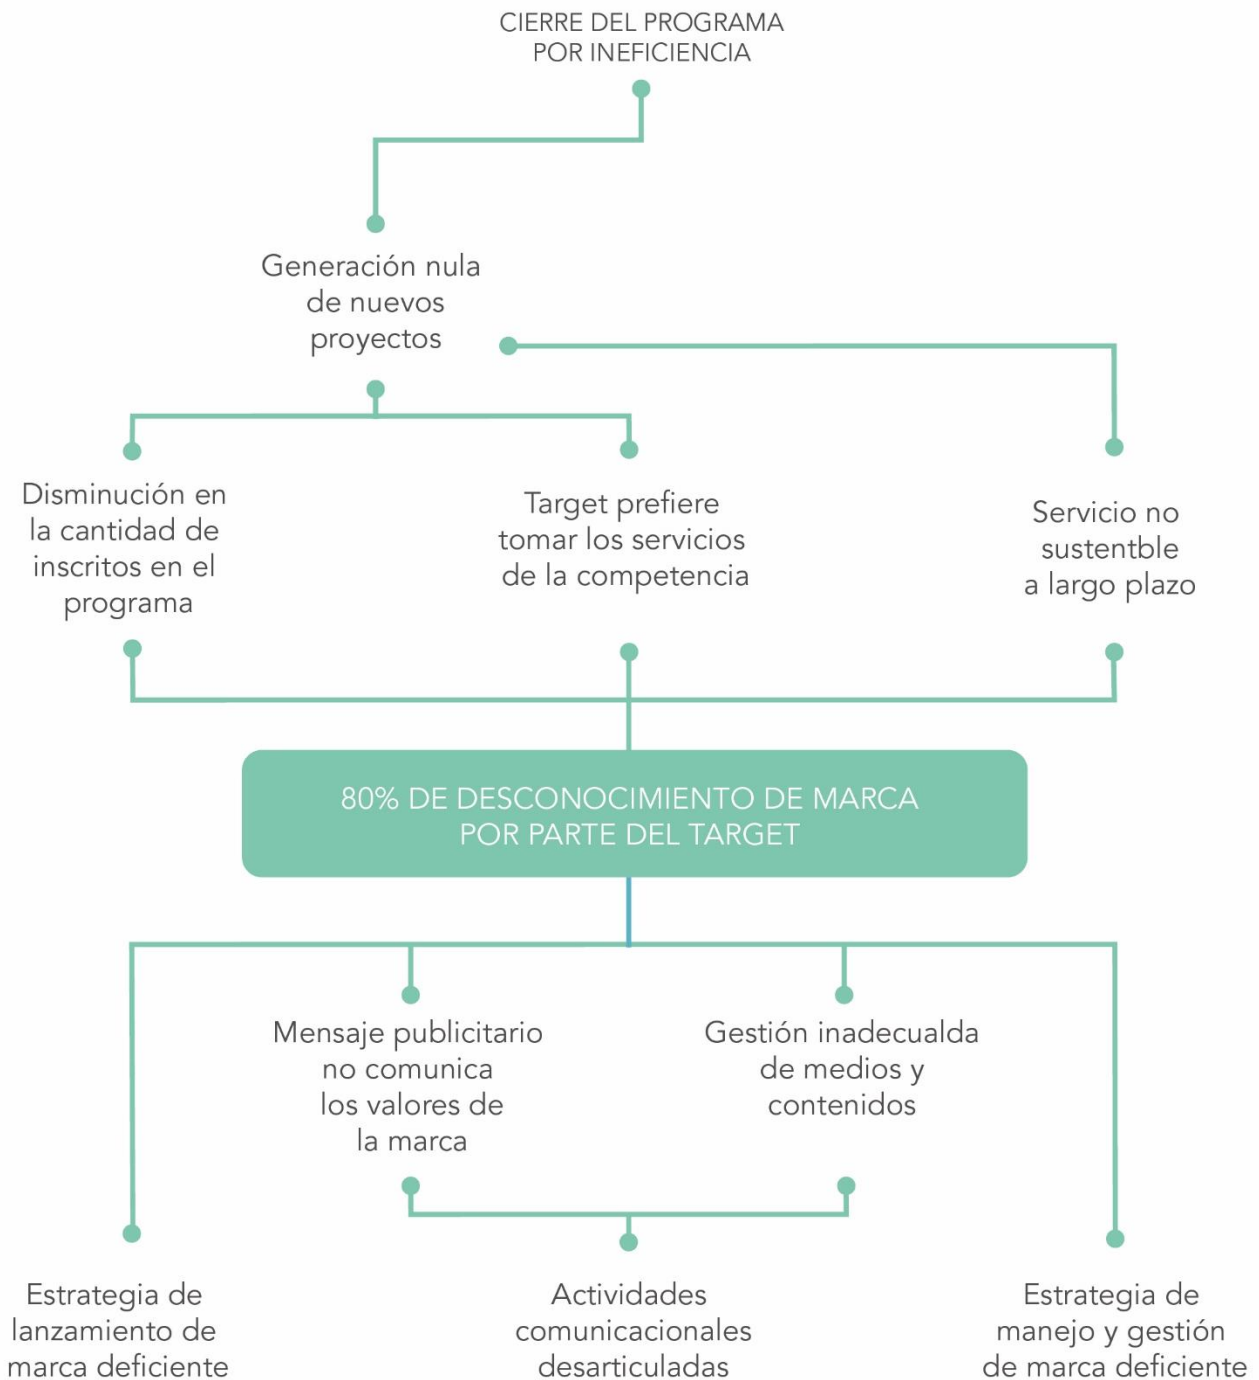 CIERRE DEL PROGRAMA
POR INEFICIENCIA
Generación nula
de nuevos
proyectos
Disminución en
la cantidad de
inscritos en el
programa
Target prefiere
tomar los servicios
de la competencia
Servicio no
sustentble
a largo plazo
80% DE DESCONOCIMIENTO DE MARCA
POR PARTE DEL TARGET
Mensaje publicitario
no comunica
los valores de
la marca
Gestión inadecualda
de medios y
contenidos
Estrategia de
lanzamiento de
marca deficiente
Actividades
comunicacionales
desarticuladas
Estrategia de
manejo y gestión
de marca deficiente